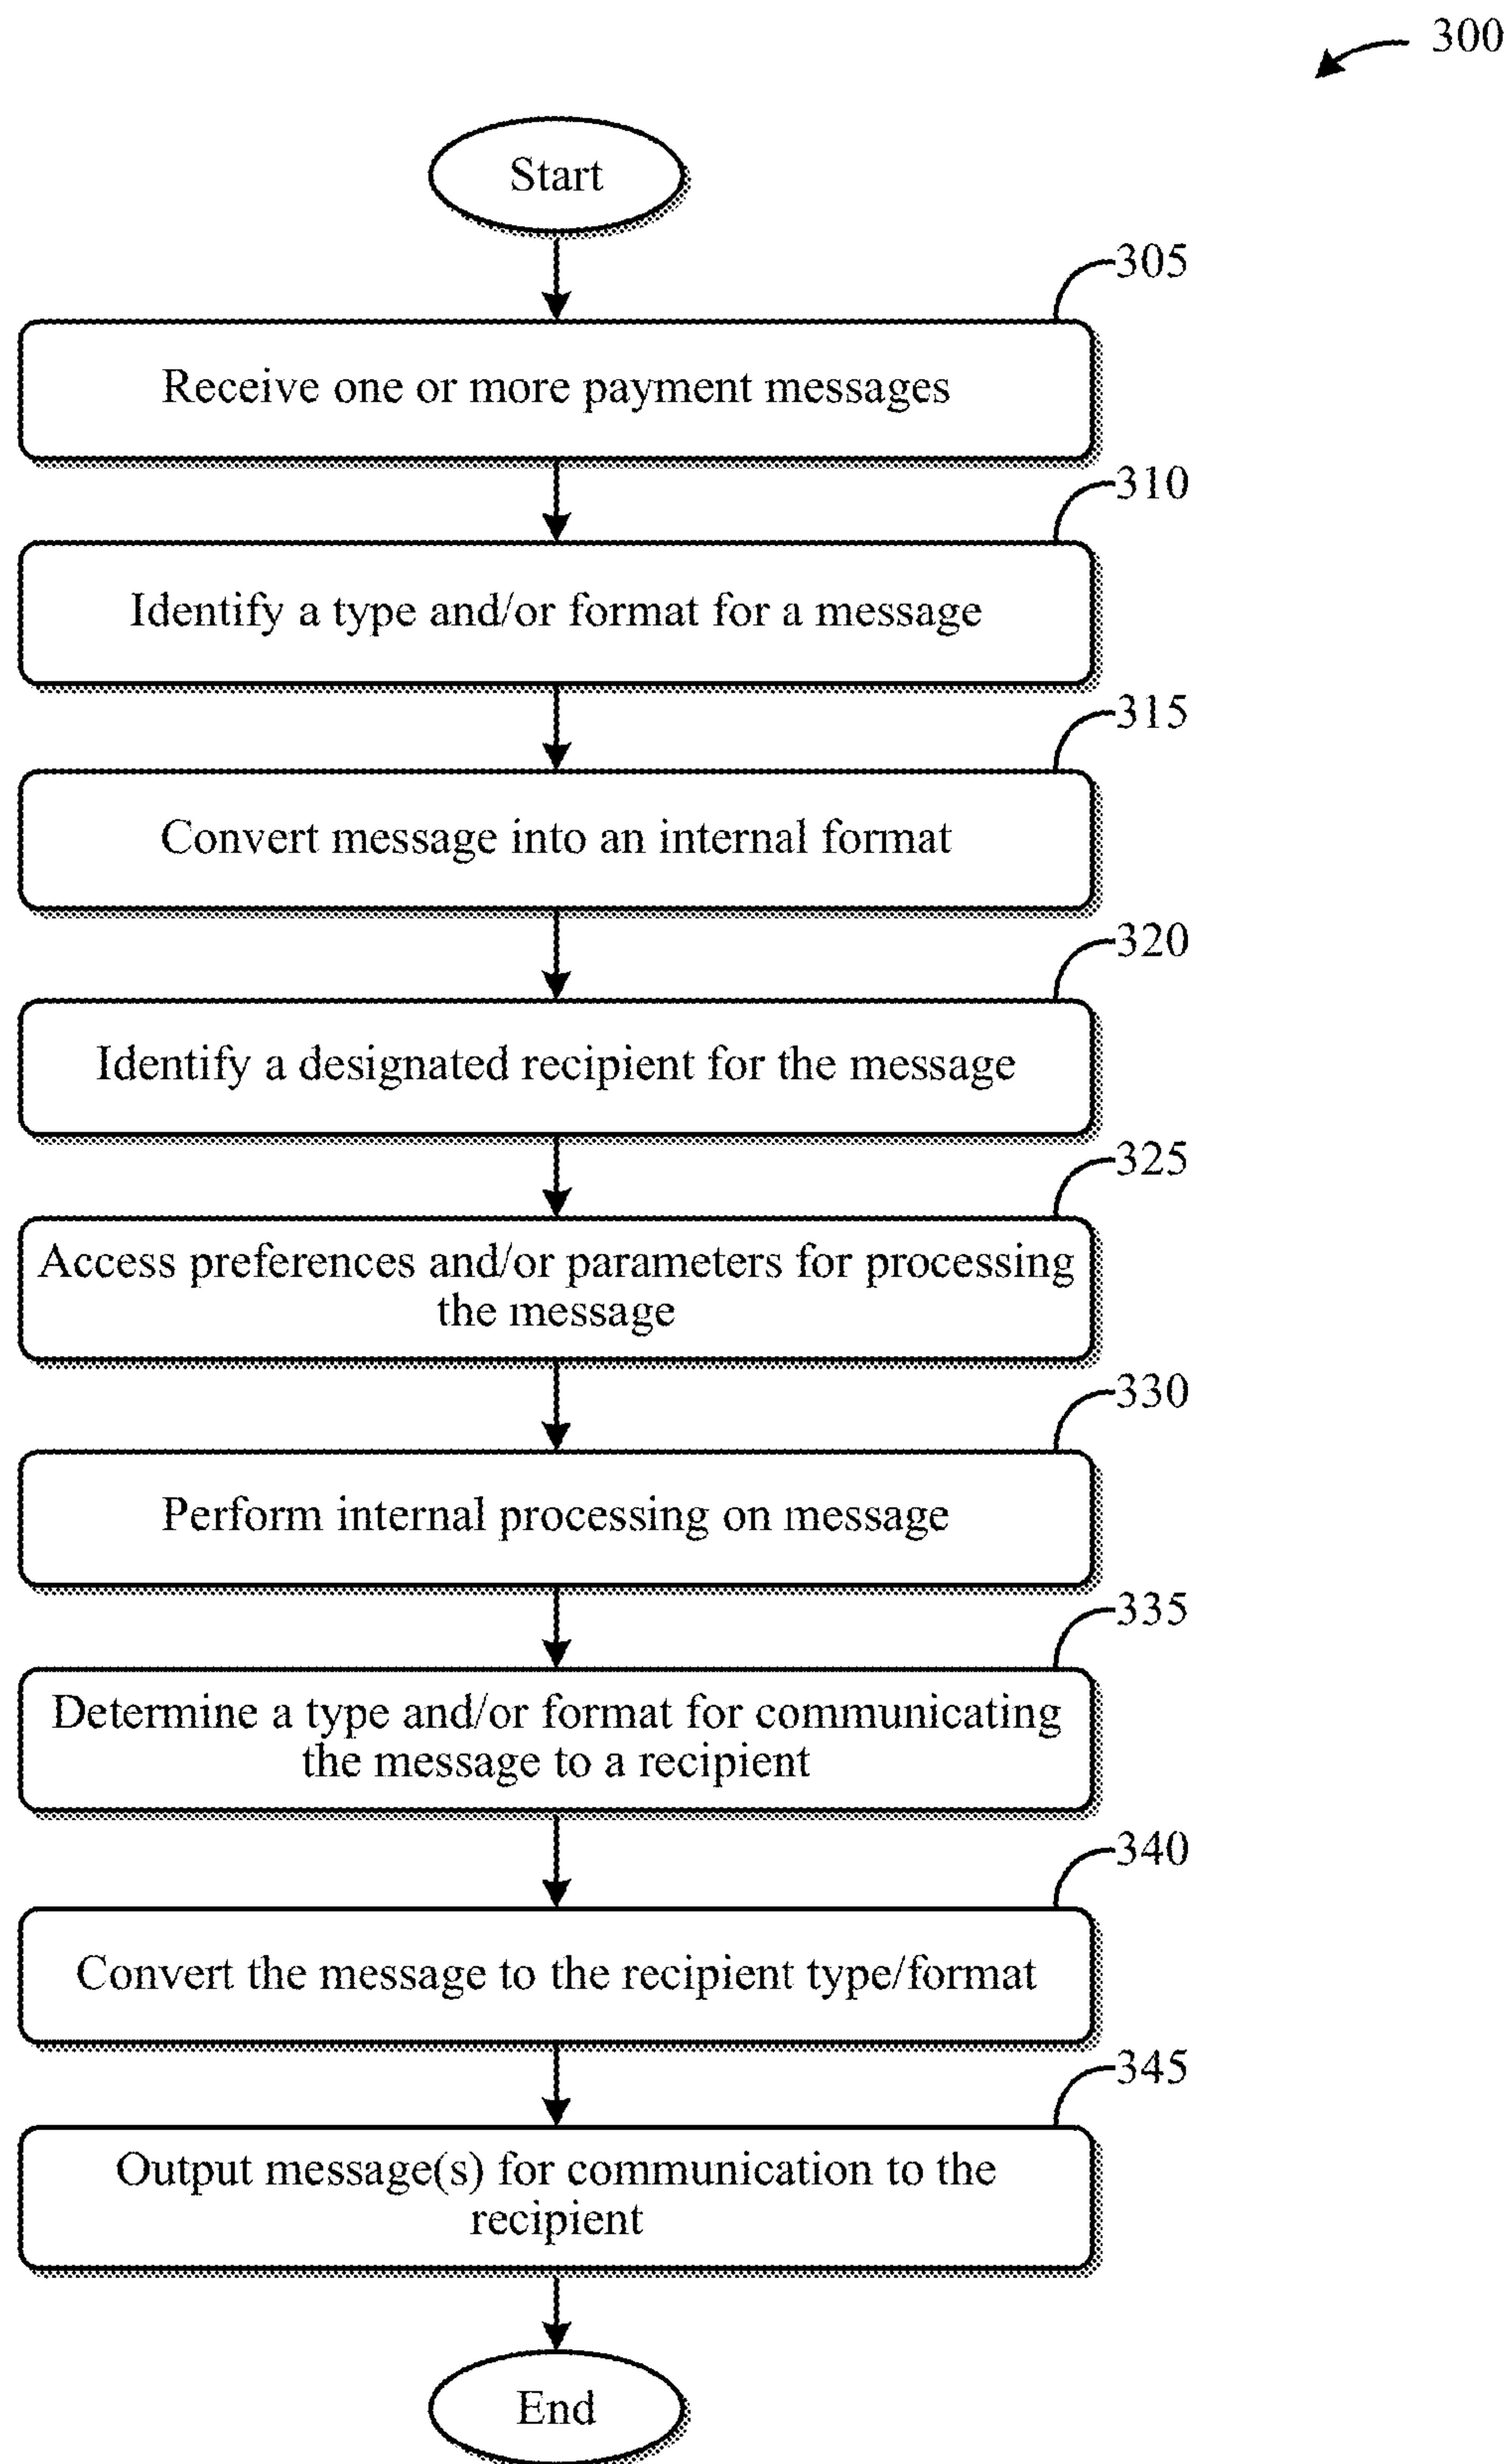 300
Start
305
Receive one or more payment messages
310
Identify a type and/or format for a message
315
Convert message into an internal format
320
Identify a designated recipient for the message
325
Access preferences and/or parameters for processing
the message
330
Perform internal processing on message
335
Determine a type and/or format for communicating
the message to a recipient
340
Convert the message to the recipient type/format
345
Output message(s) for communication to the
recipient
End